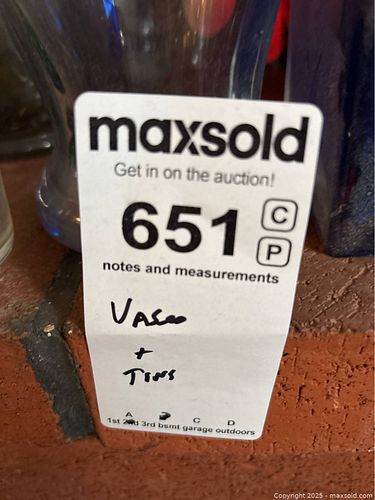 maxsold
Get in on the auction!
651 C
P
notes and measurements
Vases
+
Tins
A C D
1st 2nd 3rd bsmt garage outdoors
Copyright 2025 - maxsold.com